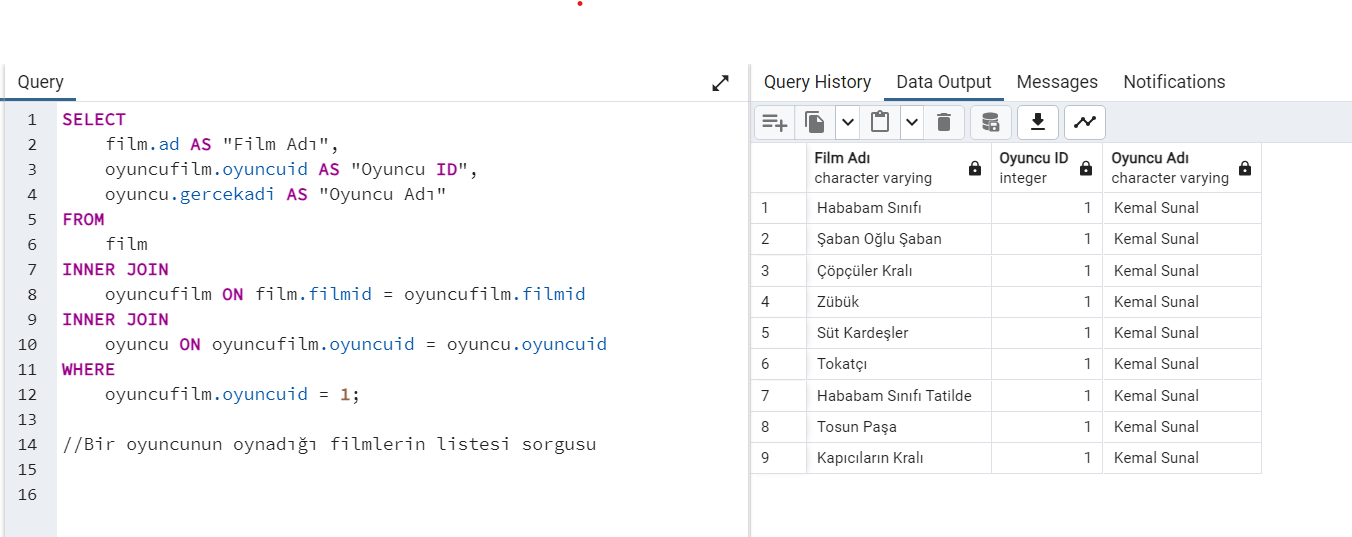 Query
1 SELECT
2 film.ad AS "Film Adı",
3 oyuncufilm.oyuncuid AS "Oyuncu ID",
4 oyuncu.gercekadi AS "Oyuncu Adı"
5 FROM
6 film
7 INNER JOIN
8 oyuncufilm ON film.filmid = oyuncufilm.filmid
9 INNER JOIN
10 oyuncu ON oyuncufilm.oyuncuid = oyuncu.oyuncuid
11 WHERE
12 oyuncufilm.oyuncuid = 1;
13
14 //Bir oyuncunun oynadığı filmlerin listesi sorgusu
15
16
Query History Data Output Messages Notifications
Film Adı Oyuncu ID Oyuncu Adı
character varying integer character varying
1 Hababam Sınıfı 1 Kemal Sunal
2 Şaban Oğlu Şaban 1 Kemal Sunal
3 Çöpçüler Kralı 1 Kemal Sunal
4 Zübük 1 Kemal Sunal
5 Süt Kardeşler 1 Kemal Sunal
6 Tokatçı 1 Kemal Sunal
7 Hababam Sınıfı Tatilde 1 Kemal Sunal
8 Tosun Paşa 1 Kemal Sunal
9 Kapıcıların Kralı 1 Kemal Sunal